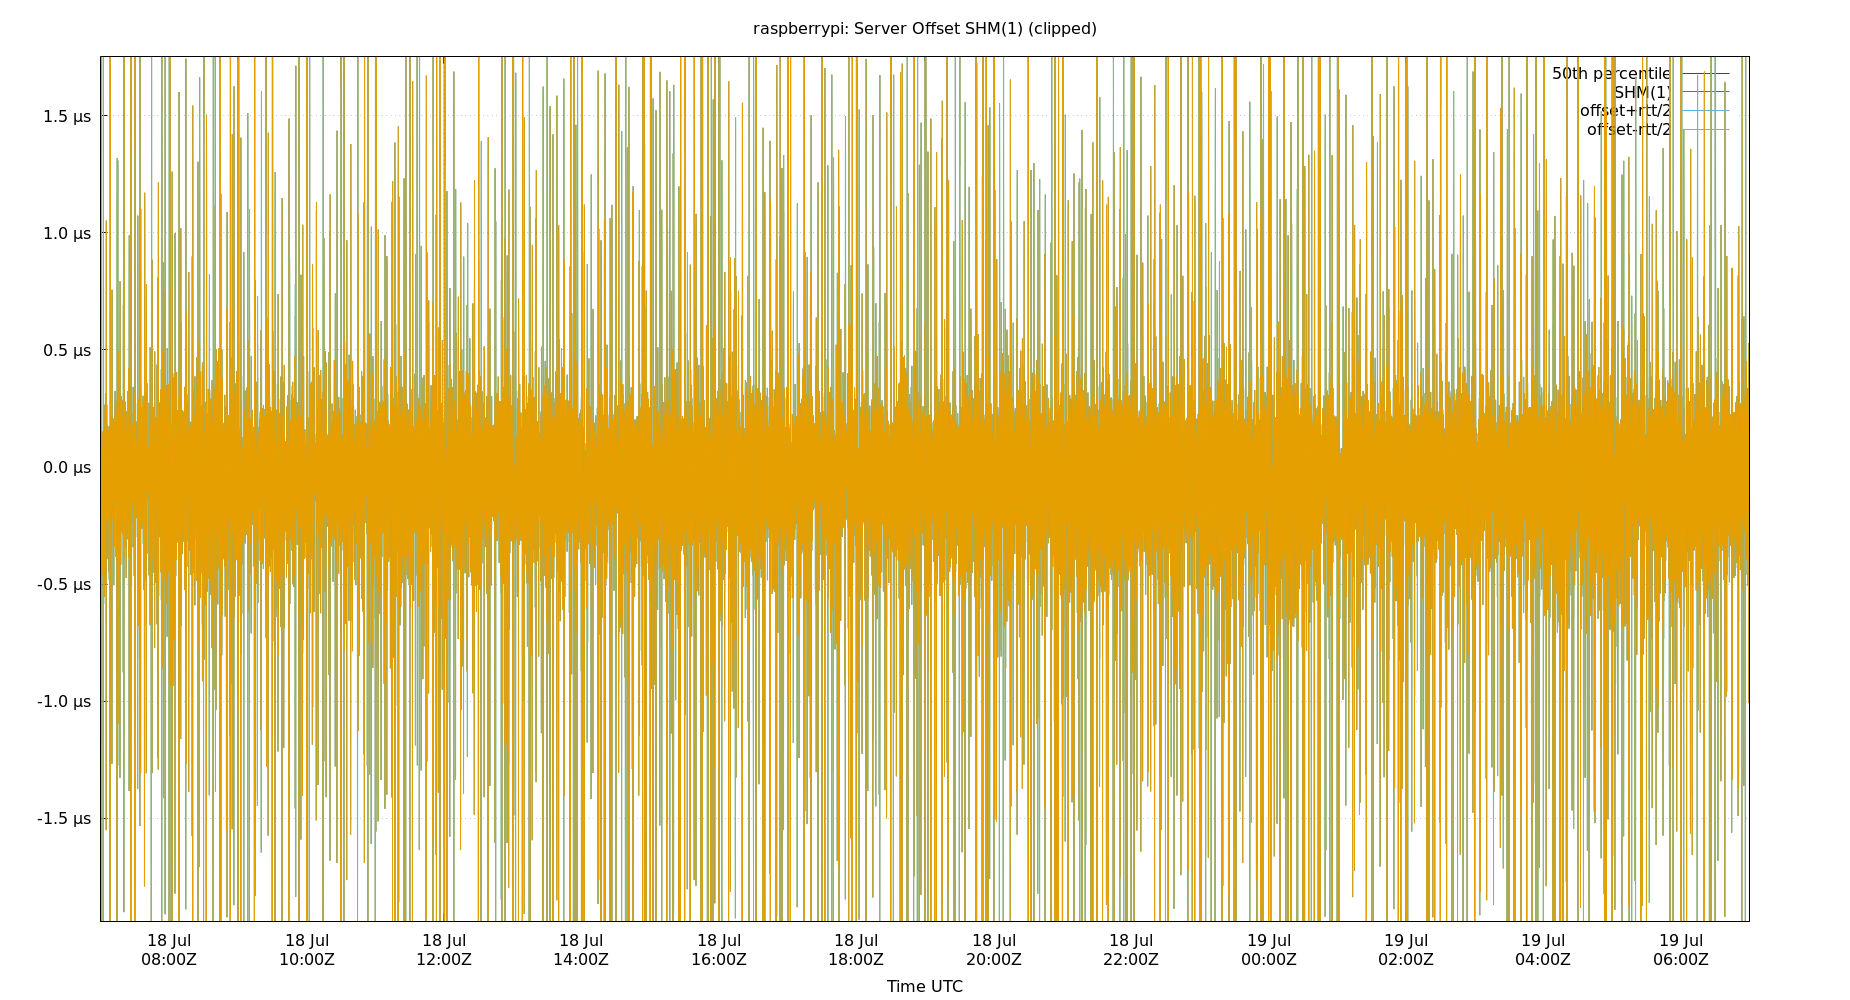 raspberrypi: Server Offset SHM(1) (clipped)
50th percentile
SHM(1)
offset+rtt/2
offset-rtt/2
1.5 µs
1.0 µs
0.5 µs
0.0 µs
-0.5 µs
-1.0 µs
-1.5 µs
18 Jul 18 Jul 18 Jul 18 Jul 18 Jul 18 Jul 18 Jul 18 Jul 19 Jul 19 Jul 19 Jul 19 Jul
08:00Z 10:00Z 12:00Z 14:00Z 16:00Z 18:00Z 20:00Z 22:00Z 00:00Z 02:00Z 04:00Z 06:00Z
Time UTC